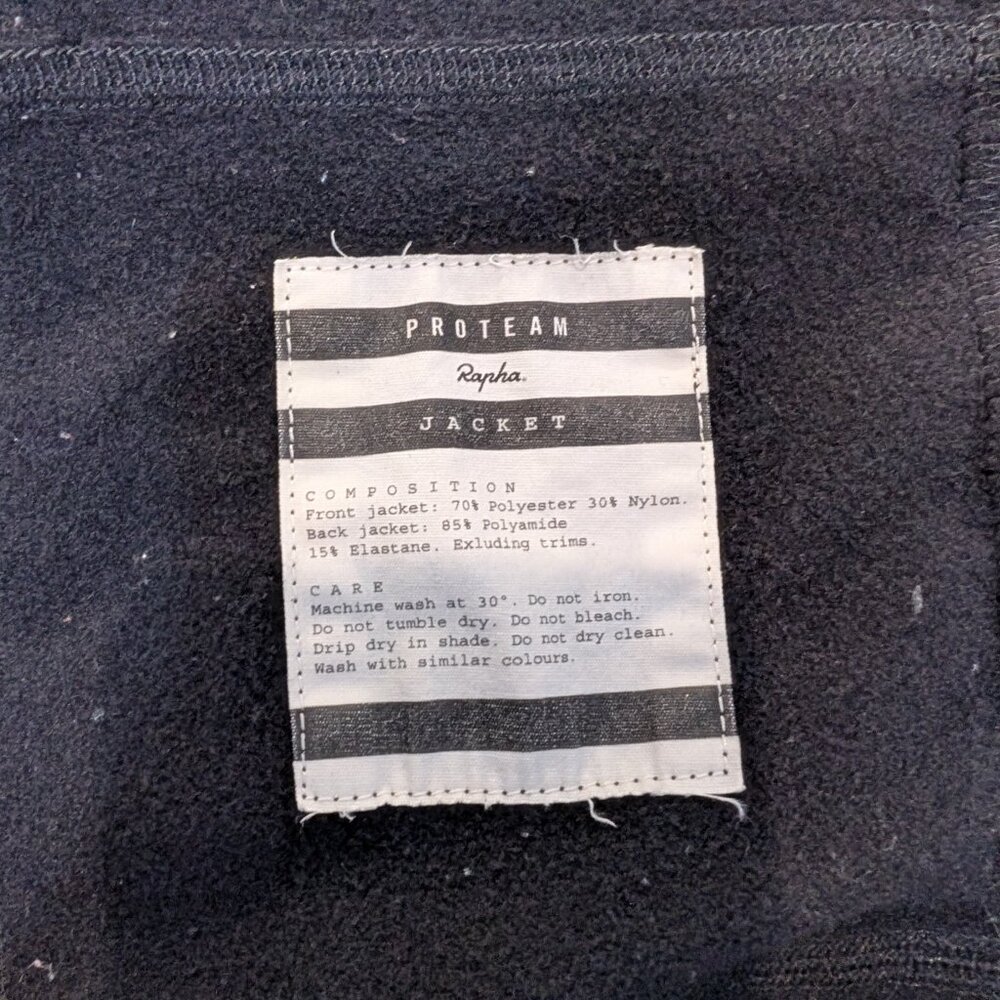 PROTEAM
Rapha.
JACKET
COMPOSITION
Front jacket: 70% Polyester 30% Nylon.
Back jacket: 85% Polyamide
15% Elastane. Exluding trims.
CARE
Machine wash at 30°. Do not iron.
Do not tumble dry. Do not bleach.
Drip dry in shade. Do not dry clean.
Wash with similar colours.